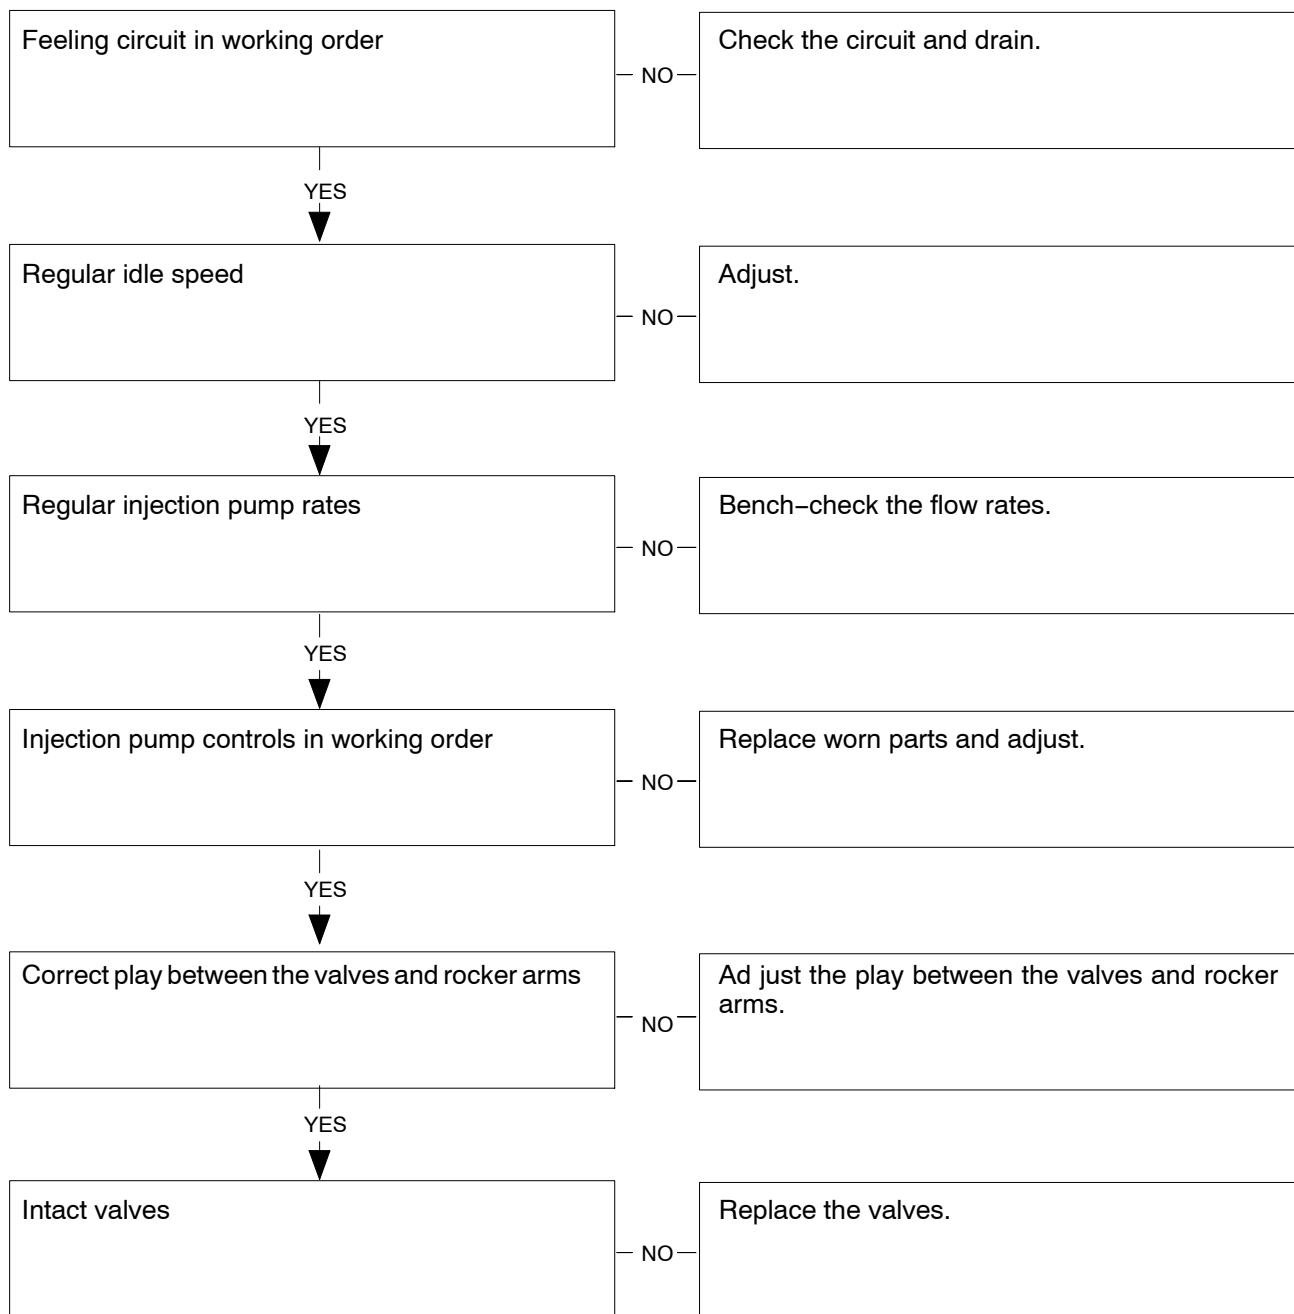 Feeling circuit in working order
NO
Check the circuit and drain.
YES
Regular idle speed
NO
Adjust.
YES
Regular injection pump rates
NO
Bench–check the flow rates.
YES
Injection pump controls in working order
NO
Replace worn parts and adjust.
YES
Correct play between the valves and rocker arms
NO
Ad just the play between the valves and rocker
arms.
YES
Intact valves
NO
Replace the valves.